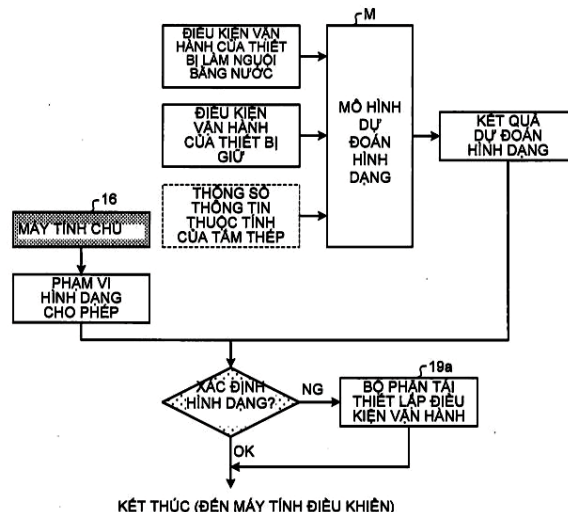 M
ĐIỀU KIỆN VẬN
HÀNH CỦA THIẾT
BỊ LÀM NGUỘI
BẰNG NƯỚC
ĐIỀU KIỆN
VẬN HÀNH
CỦA THIẾT BỊ
GIỮ
THÔNG SỐ
THÔNG TIN
THUỘC TÍNH
CỦA TẤM THÉP
MÔ HÌNH
DỰ
ĐOÁN
HÌNH
DẠNG
KẾT QUẢ
DỰ ĐOÁN
HÌNH DẠNG
16
MÁY TÍNH CHỦ
PHẠM VI
HÌNH DẠNG
CHO PHÉP
XÁC ĐỊNH
HÌNH DẠNG?
NG
OK
19a
BỘ PHẬN TÁI
THIẾT LẬP ĐIỀU
KIỆN VẬN HÀNH
KẾT THÚC (ĐẾN MÁY TÍNH ĐIỀU KHIỂN)